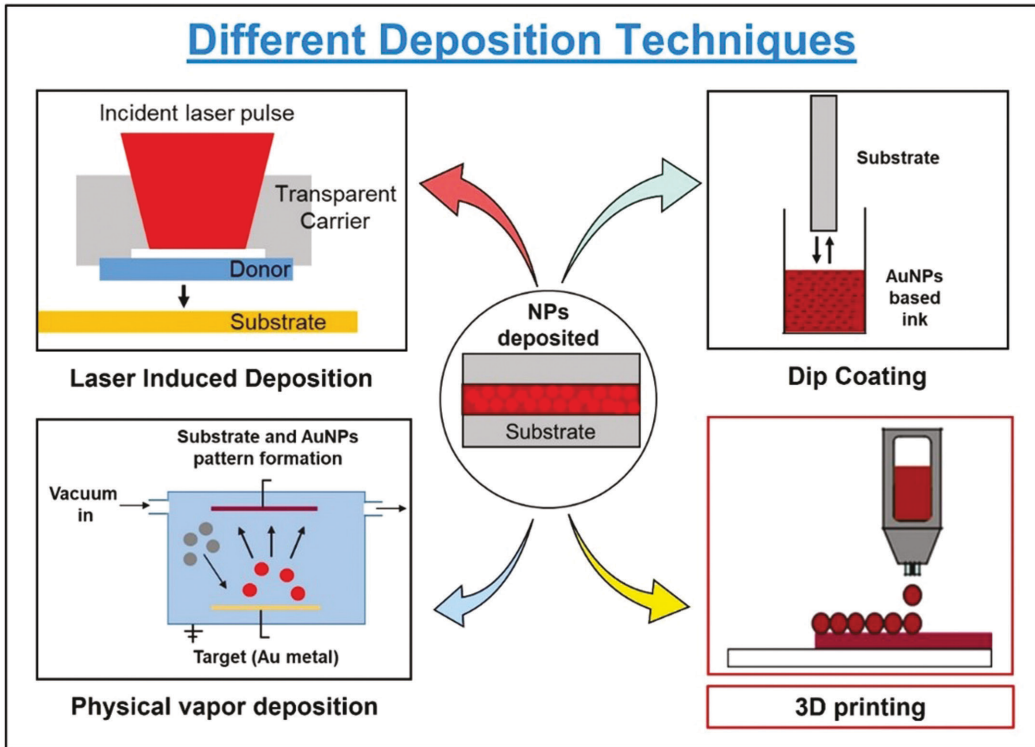 Different Deposition Techniques
Incident laser pulse
Transparent
Carrier
Donor
Substrate
Laser Induced Deposition
Substrate
AuNPs
based
ink
Dip Coating
NPs
deposited
Substrate
Substrate and AuNPs
pattern formation
Vacuum
in
Target (Au metal)
Physical vapor deposition
3D printing